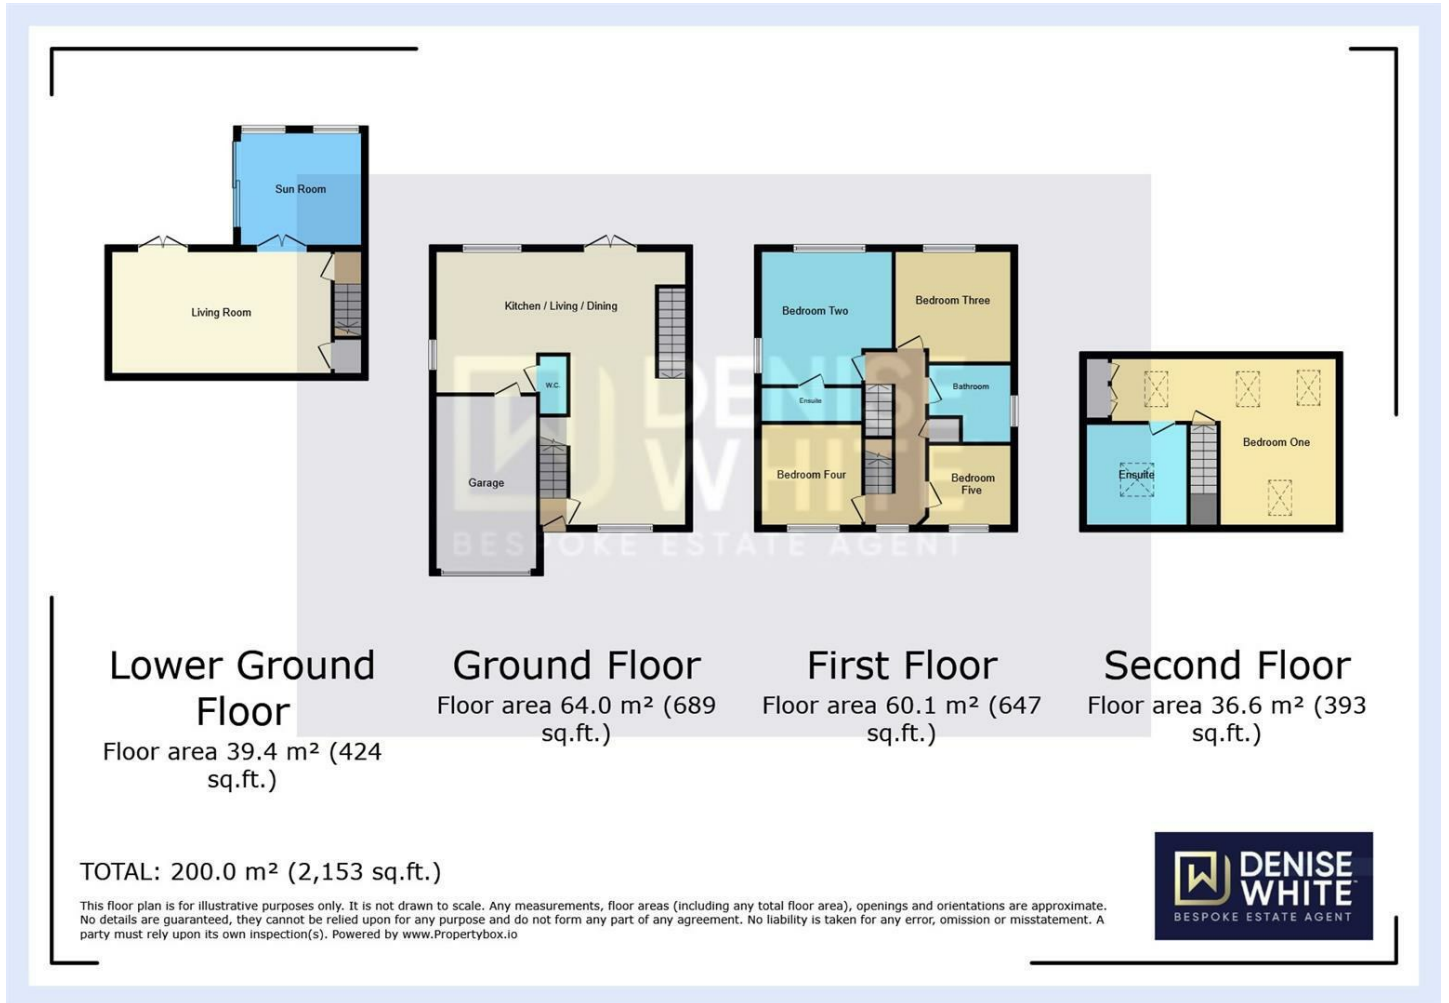 Sun Room
Living Room
Kitchen / Living / Dining
W.C.
Garage
Bedroom Two
Bedroom Three
Ensuite
Bathroom
Bedroom Four
Bedroom
Five
Bedroom One
Ensuite
DENISE
WHITE
BESPOKE ESTATE AGENT
Lower Ground
Floor
Floor area 39.4 m² (424
sq.ft.)
Ground Floor
Floor area 64.0 m² (689
sq.ft.)
First Floor
Floor area 60.1 m² (647
sq.ft.)
Second Floor
Floor area 36.6 m² (393
sq.ft.)
TOTAL: 200.0 m² (2,153 sq.ft.)
This floor plan is for illustrative purposes only. It is not drawn to scale. Any measurements, floor areas (including any total floor area), openings and orientations are approximate.
No details are guaranteed, they cannot be relied upon for any purpose and do not form any part of any agreement. No liability is taken for any error, omission or misstatement. A
party must rely upon its own inspection(s). Powered by www.Propertybox.io
DENISE
WHITE
BESPOKE ESTATE AGENT